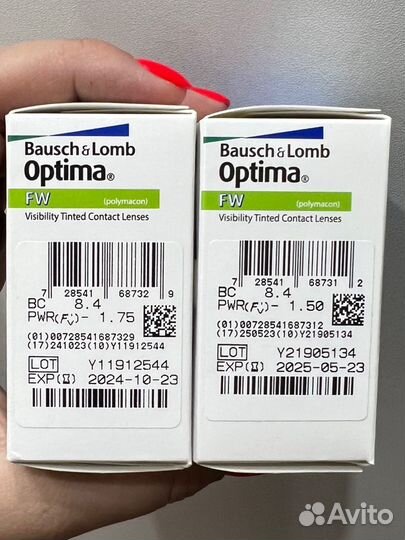 Bausch & Lomb
Optima®
FW (polymacon)
Visibility Tinted Contact Lenses
7 28541 68732 9
BC 8.4
PWR(Fv) - 1.75
(01)00728541687329
(17)241023(10)Y11912544
LOT Y11912544
EXP 2024-10-23
Bausch & Lomb
Optima®
FW (polymacon)
Visibility Tinted Contact Lenses
7 28541 68731 2
BC 8.4
PWR(Fv) - 1.50
(01)00728541687312
(17)250523(10)Y21905134
LOT Y21905134
EXP 2025-05-23
Avito